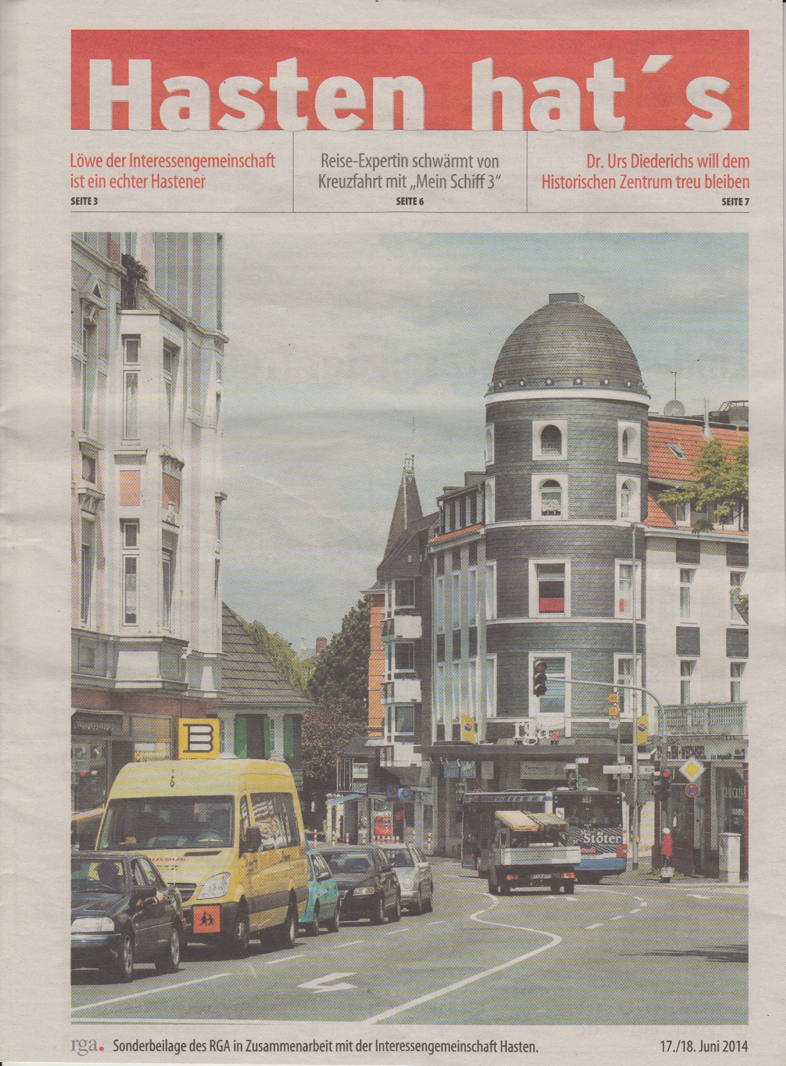 Hasten hat´s
Löwe der Interessengemeinschaft
ist ein echter Hastener
SEITE 3
Reise-Expertin schwärmt von
Kreuzfahrt mit „Mein Schiff 3“
SEITE 6
Dr. Urs Diederichs will dem
Historischen Zentrum treu bleiben
SEITE 7
B
6
Stöter
rga. Sonderbeilage des RGA in Zusammenarbeit mit der Interessengemeinschaft Hasten.
17./18. Juni 2014